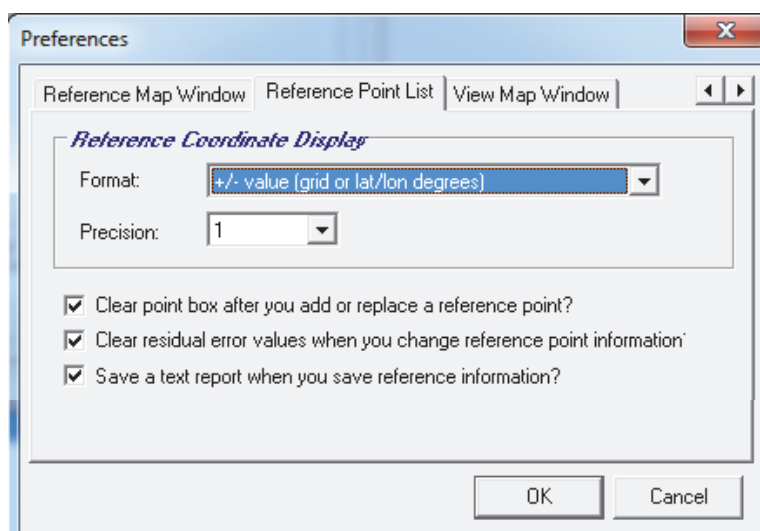 Preferences
Reference Map Window Reference Point List View Map Window
Reference Coordinate Display
Format: +/- value (grid or lat/lon degrees)
Precision: 1
Clear point box after you add or replace a reference point?
Clear residual error values when you change reference point information
Save a text report when you save reference information?
OK Cancel